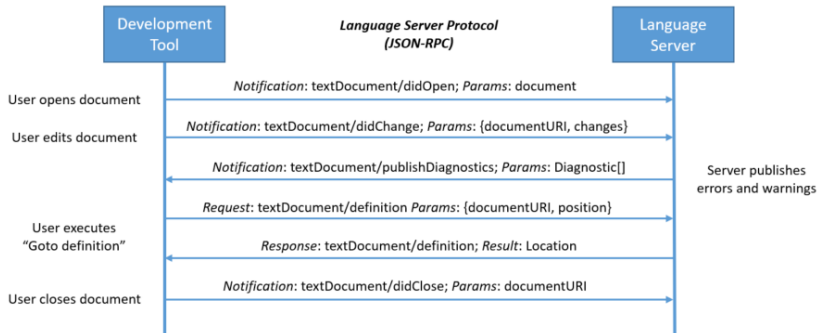 Development
Tool
Language Server Protocol
(JSON-RPC)
Language
Server
User opens document
Notification: textDocument/didOpen; Params: document
User edits document
Notification: textDocument/didChange; Params: {documentURI, changes}
Notification: textDocument/publishDiagnostics; Params: Diagnostic[]
Server publishes
errors and warnings
User executes
"Goto definition"
Request: textDocument/definition Params: {documentURI, position}
Response: textDocument/definition; Result: Location
User closes document
Notification: textDocument/didClose; Params: documentURI